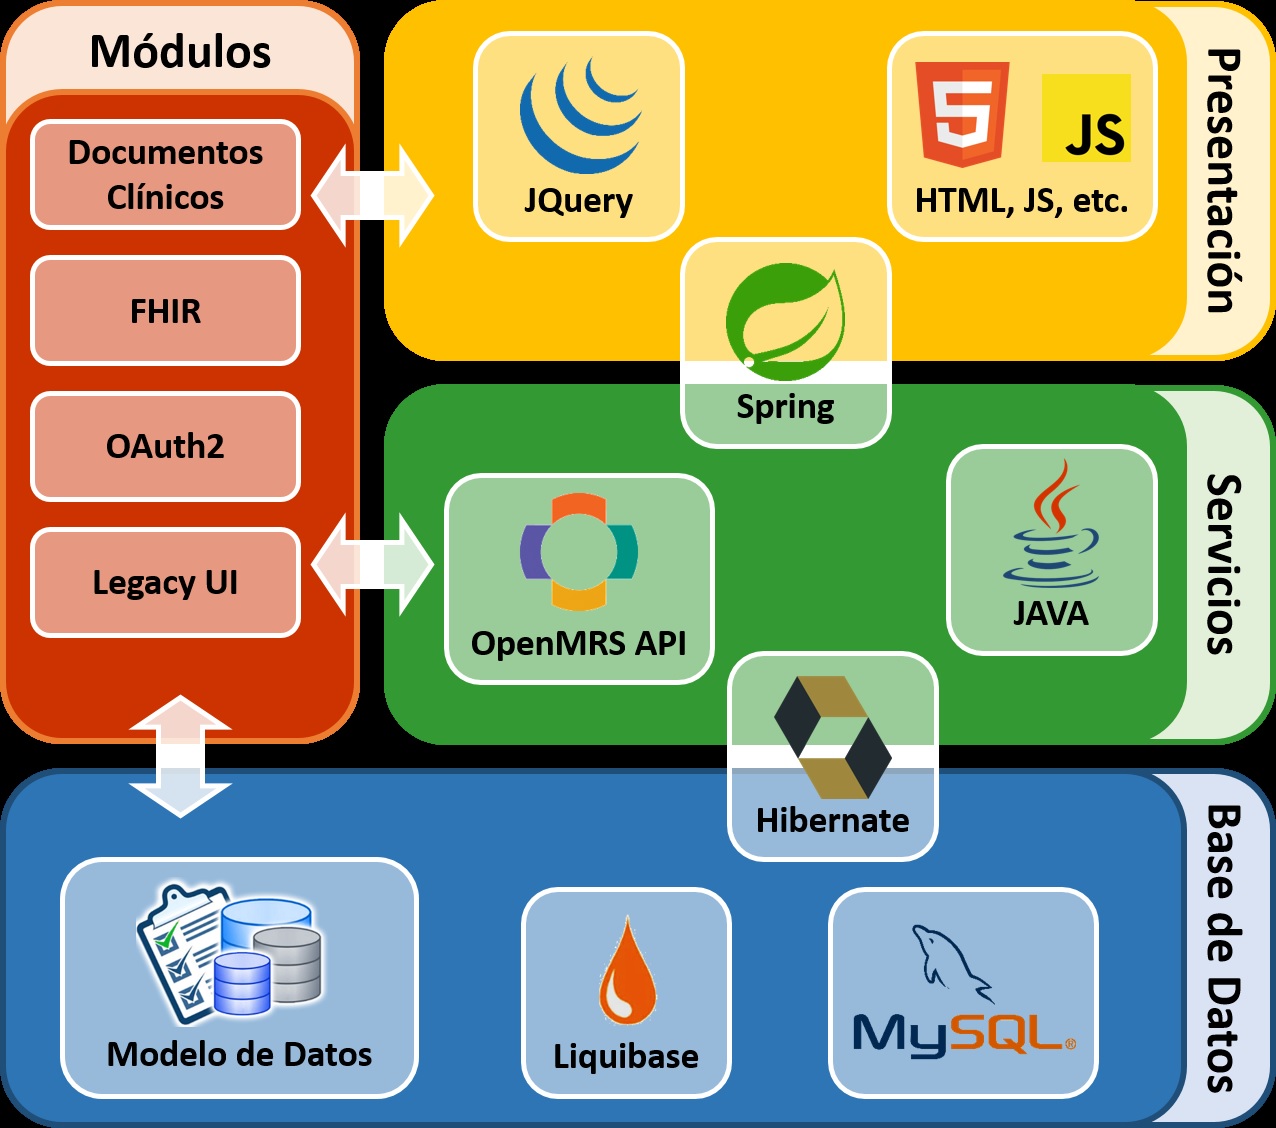 Módulos
Documentos
Clínicos
FHIR
OAuth2
Legacy UI
Presentación
JQuery
5
JS
HTML, JS, etc.
Spring
Servicios
OpenMRS API
JAVA
Hibernate
Base de Datos
Modelo de Datos
Liquibase
MySQL®